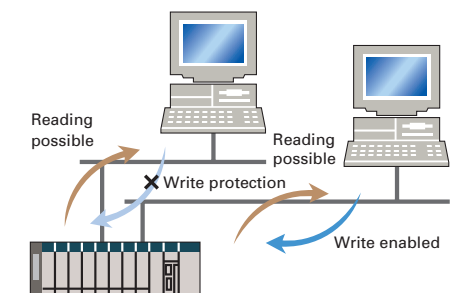 Reading
possible
Reading
possible
Write protection
Write enabled